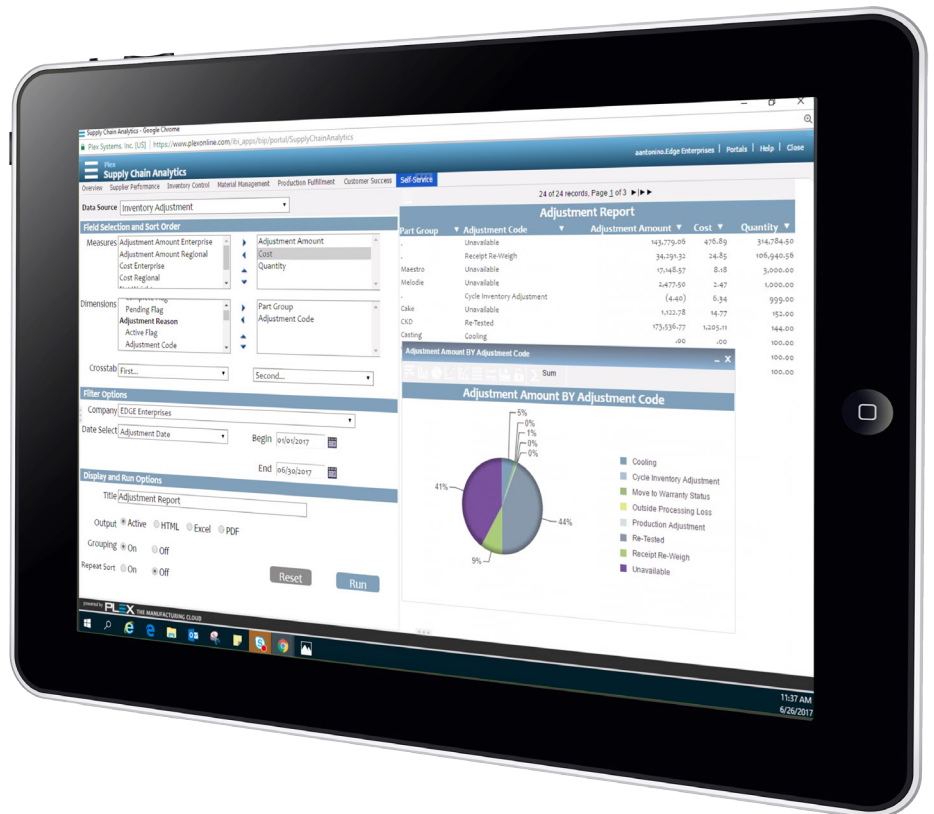 Supply Chain Analytics - Google Chrome
Plex Systems, Inc. [US] | https://www.plexonline.com/ibi_apps/bip/portal/SupplyChainAnalytics
Plex
Supply Chain Analytics
aantonino.Edge Enterprises | Portals | Help | Close
Overview Supplier Performance Inventory Control Material Management Production Fulfillment Customer Success Self-Service
Data Source Inventory Adjustment
Field Selection and Sort Order
Measures
Adjustment Amount Enterprise
Adjustment Amount Regional
Cost Enterprise
Cost Regional
Adjustment Amount
Cost
Quantity
Dimensions
Pending Flag
Adjustment Reason
Active Flag
Adjustment Code
Part Group
Adjustment Code
Crosstab First... Second...
Filter Options
Company EDGE Enterprises
Date Select Adjustment Date Begin 01/01/2017
End 06/30/2017
Display and Run Options
Title Adjustment Report
Output Active HTML Excel PDF
Grouping On Off
Repeat Sort On Off
Reset Run
powered by PLEX THE MANUFACTURING CLOUD
24 of 24 records, Page 1 of 3
Adjustment Report
Part Group Adjustment Code Adjustment Amount Cost Quantity
. Unavailable 143,779.06 476.89 314,784.50
. Receipt Re-Weigh 34,291.32 24.85 106,940.56
Maestro Unavailable 17,148.57 8.18 3,000.00
Melodie Unavailable 2,477.50 2.47 1,000.00
. Cycle Inventory Adjustment (4.40) 6.34 999.00
Cake Unavailable 1,122.78 14.77 152.00
CKD Re-Tested 173,536.77 1,205.11 144.00
Casting Cooling .00 .00 100.00
100.00
100.00
Adjustment Amount BY Adjustment Code
Sum
Adjustment Amount BY Adjustment Code
5%
0%
1%
0%
0%
41%
44%
9%
Cooling
Cycle Inventory Adjustment
Move to Warranty Status
Outside Processing Loss
Production Adjustment
Re-Tested
Receipt Re-Weigh
Unavailable
11:37 AM
6/26/2017